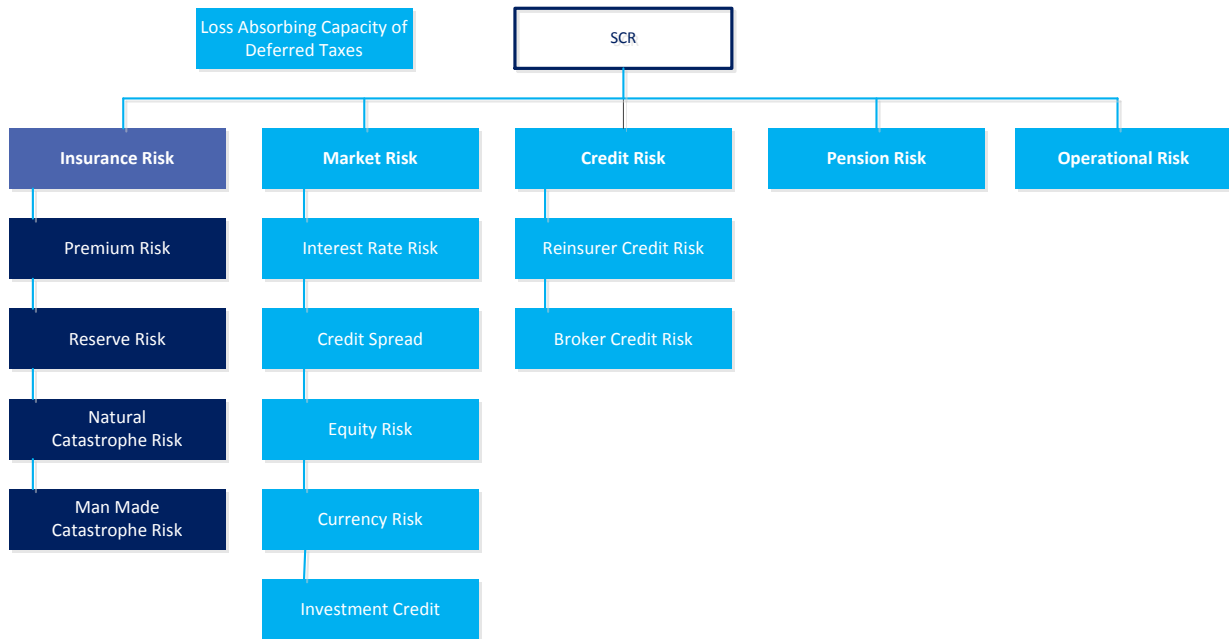 Loss Absorbing Capacity of
Deferred Taxes
SCR
Insurance Risk
Market Risk
Credit Risk
Pension Risk
Operational Risk
Premium Risk
Interest Rate Risk
Reinsurer Credit Risk
Reserve Risk
Credit Spread
Broker Credit Risk
Natural
Catastrophe Risk
Equity Risk
Man Made
Catastrophe Risk
Currency Risk
Investment Credit